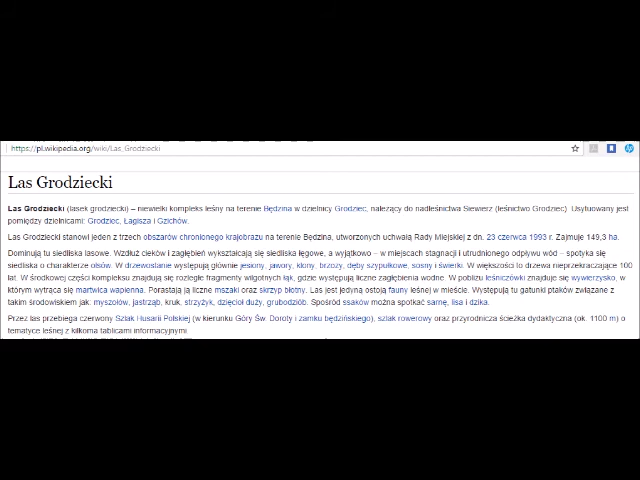 https://pl.wikipedia.org/wiki/Las_Grodziecki
Las Grodziecki
Las Grodziecki (lasek grodziecki) – niewielki kompleks leśny na terenie Będzina w dzielnicy Grodziec, należący do nadleśnictwa Siewierz (leśnictwo Grodziec). Usytuowany jest
pomiędzy dzielnicami: Grodziec, Łagisza i Gzichów.
Las Grodziecki stanowi jeden z trzech obszarów chronionego krajobrazu na terenie Będzina, utworzonych uchwałą Rady Miejskiej z dn. 23 czerwca 1993 r. Zajmuje 149,3 ha.
Dominują tu siedliska lasowe. Wzdłuż cieków i zagłębień wykształcają się siedliska łęgowe, a wyjątkowo – w miejscach stagnacji i utrudnionego odpływu wód – spotyka się
siedliska o charakterze olsów. W drzewostanie występują głównie jesiony, jawory, klony, brzozy, dęby szypułkowe, sosny i świerki. W większości to drzewa nieprzekraczające 100
lat. W środkowej części kompleksu znajdują się rozległe fragmenty wilgotnych łąk, gdzie występują liczne zagłębienia wodne. W pobliżu leśniczówki znajduje się wywierzysko, w
którym wytrąca się martwica wapienna. Porastają ją liczne mszaki oraz skrzyp błotny. Las jest jedyną ostoją fauny leśnej w mieście. Występują tu gatunki ptaków związane z
takim środowiskiem jak: myszołów, jastrząb, kruk, strzyżyk, dzięcioł duży, grubodziób. Spośród ssaków można spotkać sarnę, lisa i dzika.
Przez las przebiega czerwony Szlak Husarii Polskiej (w kierunku Góry Św. Doroty i zamku będzińskiego), szlak rowerowy oraz przyrodnicza ścieżka dydaktyczna (ok. 1100 m) o
tematyce leśnej z kilkoma tablicami informacyjnymi